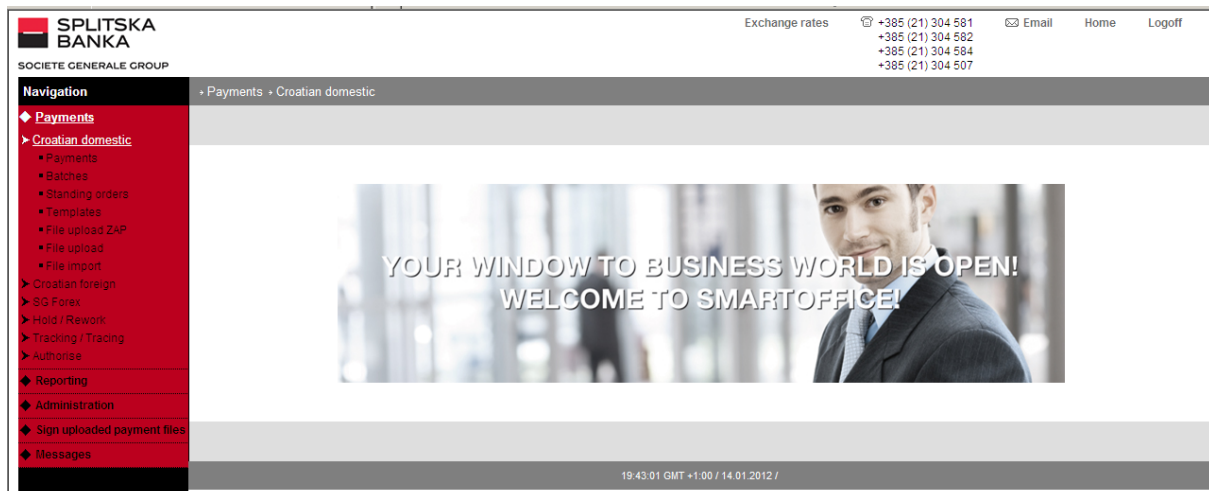 SPLITSKA
BANKA
SOCIETE GENERALE GROUP
Exchange rates
+385 (21) 304 581
+385 (21) 304 582
+385 (21) 304 584
+385 (21) 304 507
Email
Home
Logoff
Navigation
Payments
Croatian domestic
Payments
Batches
Standing orders
Templates
File upload ZAP
File upload
File import
Croatian foreign
SG Forex
Hold / Rework
Tracking / Tracing
Authorise
Reporting
Administration
Sign uploaded payment files
Messages
Payments Croatian domestic
YOUR WINDOW TO BUSINESS WORLD IS OPEN!
WELCOME TO SMARTOFFICE!
19:43:01 GMT +1:00 / 14.01.2012 /